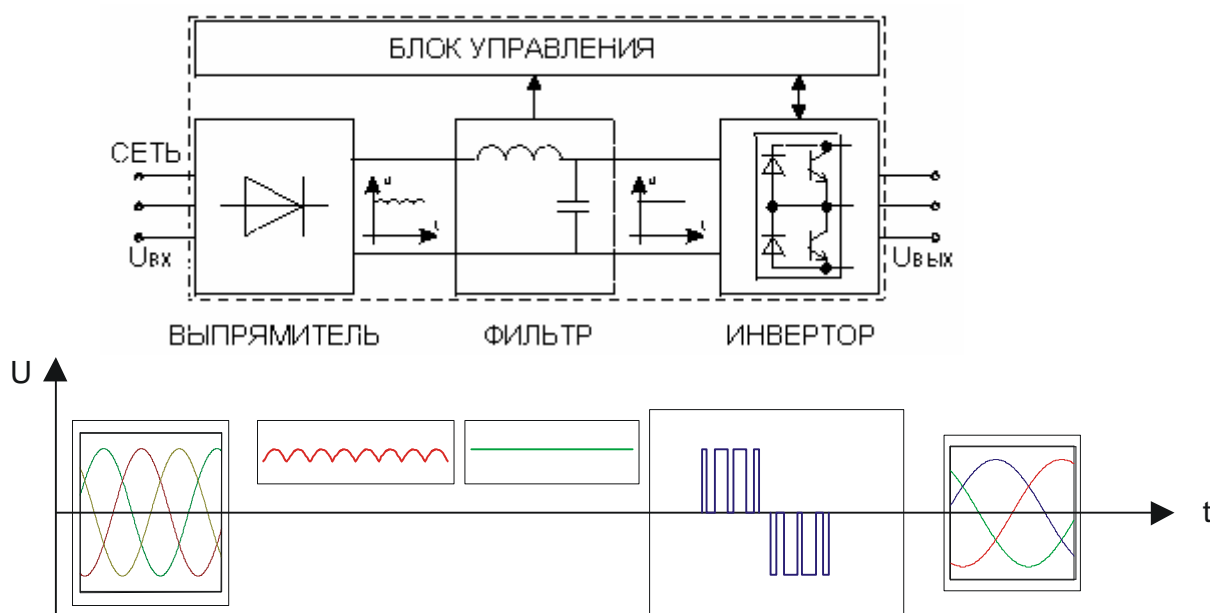 БЛОК УПРАВЛЕНИЯ
СЕТЬ
Uвх
u
t
u
t
Uвых
ВЫПРЯМИТЕЛЬ
ФИЛЬТР
ИНВЕРТОР
U
t